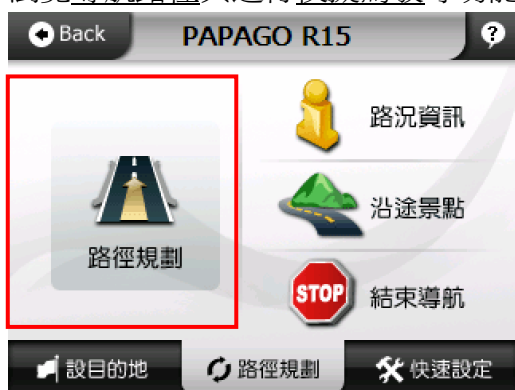 Back PAPAGO R15 ?
路況資訊
沿途景點
路徑規劃
STOP 結束導航
設目的地 路徑規劃 快速設定